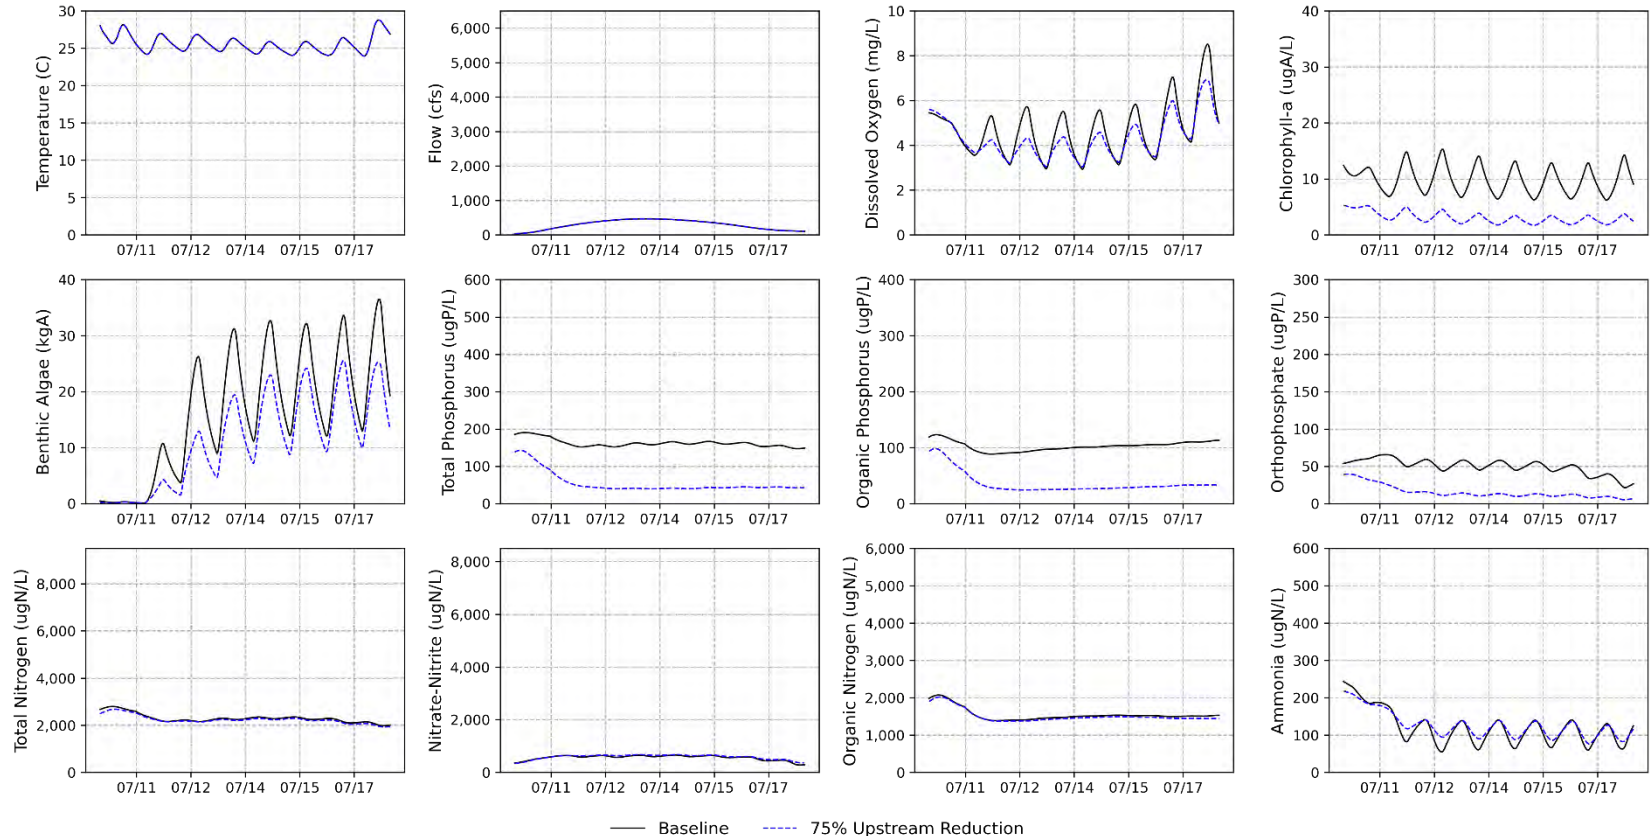 Temperature (C)
30
25
20
15
10
5
0
07/11 07/12 07/14 07/15 07/17
Flow (cfs)
6,000
5,000
4,000
3,000
2,000
1,000
0
07/11 07/12 07/14 07/15 07/17
Dissolved Oxygen (mg/L)
10
8
6
4
2
0
07/11 07/12 07/14 07/15 07/17
Chlorophyll-a (ugA/L)
40
30
20
10
0
07/11 07/12 07/14 07/15 07/17
Benthic Algae (kgA)
40
30
20
10
0
07/11 07/12 07/14 07/15 07/17
Total Phosphorus (ugP/L)
600
500
400
300
200
100
0
07/11 07/12 07/14 07/15 07/17
Organic Phosphorus (ugP/L)
400
300
200
100
0
07/11 07/12 07/14 07/15 07/17
Orthophosphate (ugP/L)
300
250
200
150
100
50
0
07/11 07/12 07/14 07/15 07/17
Total Nitrogen (ugN/L)
8,000
6,000
4,000
2,000
0
07/11 07/12 07/14 07/15 07/17
Nitrate-Nitrite (ugN/L)
8,000
6,000
4,000
2,000
0
07/11 07/12 07/14 07/15 07/17
Organic Nitrogen (ugN/L)
6,000
5,000
4,000
3,000
2,000
1,000
0
07/11 07/12 07/14 07/15 07/17
Ammonia (ugN/L)
600
500
400
300
200
100
0
07/11 07/12 07/14 07/15 07/17
Baseline 75% Upstream Reduction